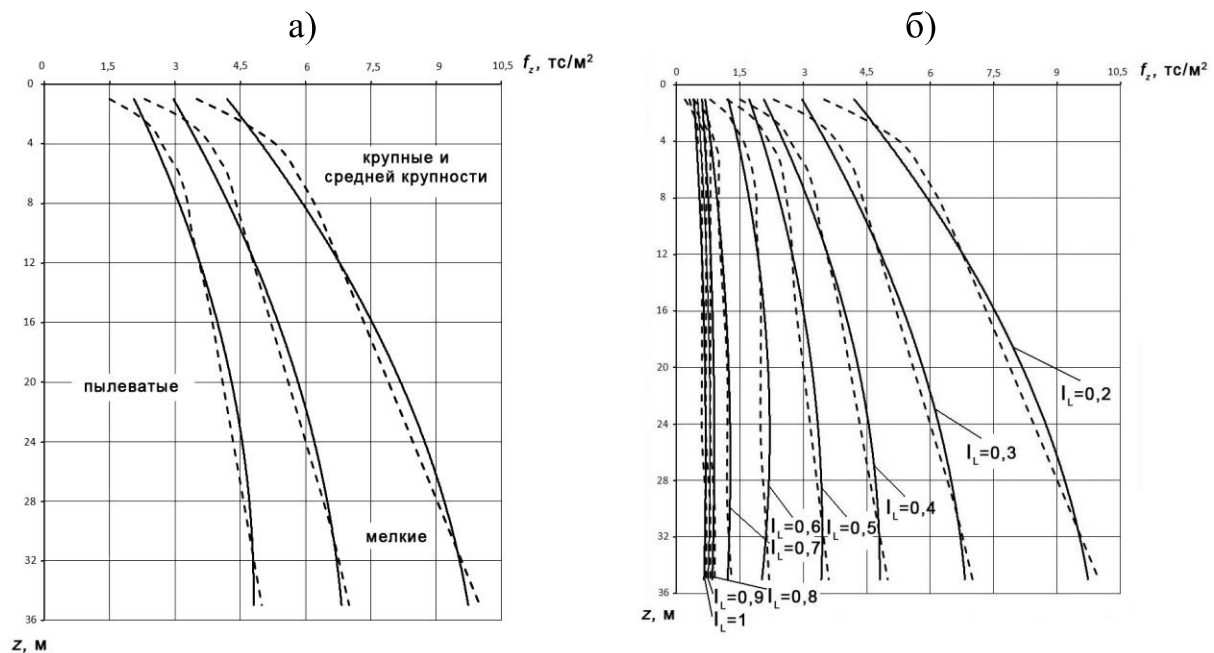 а)
0 1,5 3 4,5 6 7,5 9 10,5 f_z, тс/м²
0
4
8
12
16
20
24
28
32
36
крупные и
средней крупности
пылеватые
мелкие
z, м
б)
0 1,5 3 4,5 6 7,5 9 10,5 f_z, тс/м²
0
4
8
12
16
20
24
28
32
36
I_L=0,2
I_L=0,3
I_L=0,4
I_L=0,6 I_L=0,5
I_L=0,7
I_L=0,9 I_L=0,8
I_L=1
z, м